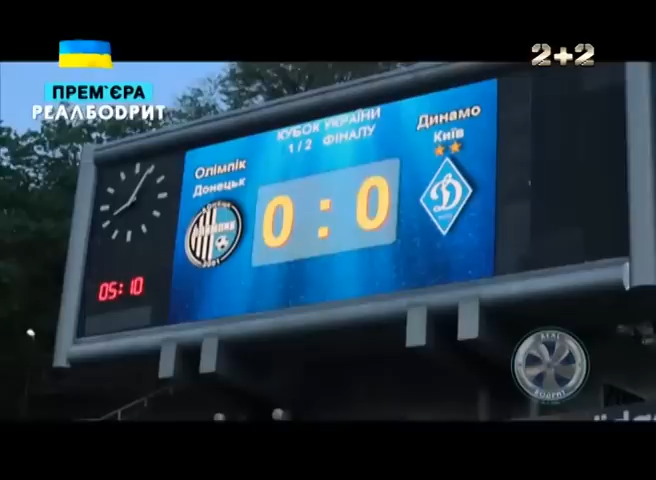 2+2
ПРЕМ`ЄРА
РЕАЛБОДРИТ
КУБОК УКРАЇНИ
1/2 ФІНАЛУ
Олімпік
Донецьк
Динамо
Київ
0 : 0
05:10